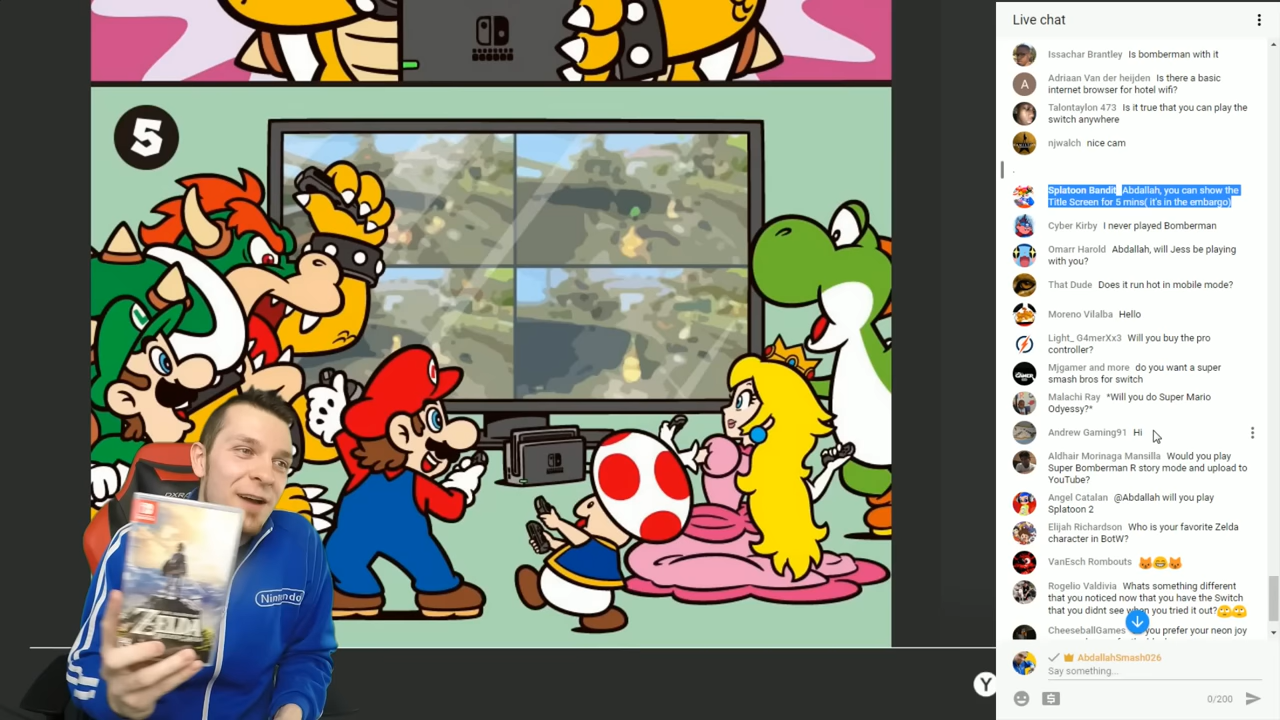 Live chat
Issachar Brantley Is bomberman with it
Adriaan Van der heijden Is there a basic
internet browser for hotel wifi?
Talontaylon 473 Is it true that you can play the
switch anywhere
njwalch nice cam
.
Splatoon Bandit Abdallah, you can show the
Title Screen for 5 mins( it's in the embargo)
Cyber Kirby I never played Bomberman
Omarr Harold Abdallah, will Jess be playing
with you?
That Dude Does it run hot in mobile mode?
Moreno Vilalba Hello
Light_ G4merXx3 Will you buy the pro
controller?
Mjgamer and more do you want a super
smash bros for switch
Malachi Ray *Will you do Super Mario
Odyessy?*
Andrew Gaming91 Hi
Aldhair Morinaga Mansilla Would you play
Super Bomberman R story mode and upload to
YouTube?
Angel Catalan @Abdallah will you play
Splatoon 2
Elijah Richardson Who is your favorite Zelda
character in BotW?
VanEsch Rombouts 😼😂😼
Rogelio Valdivia Whats something different
that you noticed now that you have the Switch
that you didnt see when you tried it out?🙄🙄
CheeseballGames you prefer your neon joy
AbdallahSmash026
Say something...
0/200
5
L
M
DXR
Nintendo
ZELDA
Y